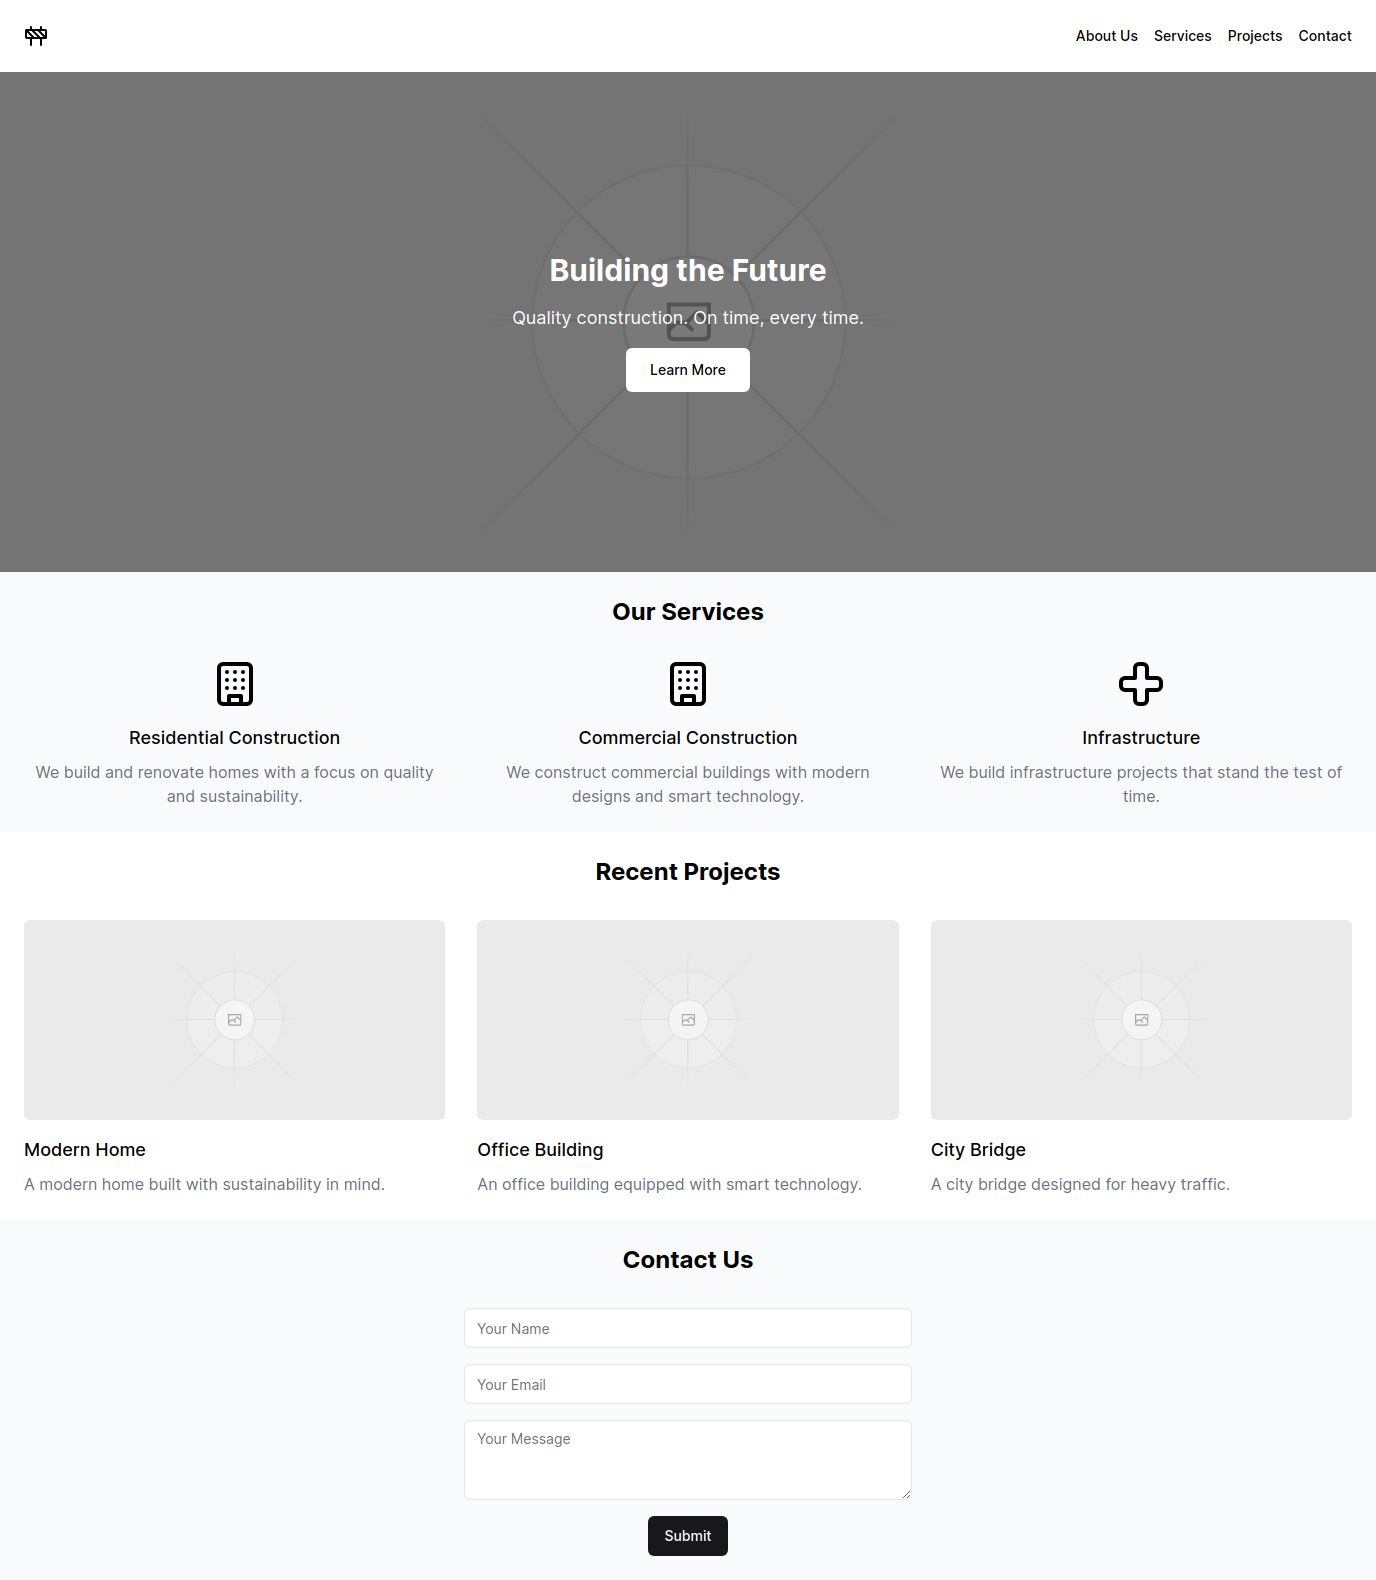 About Us Services Projects Contact
Building the Future
Quality construction. On time, every time.
Learn More
Our Services
Residential Construction
We build and renovate homes with a focus on quality
and sustainability.
Commercial Construction
We construct commercial buildings with modern
designs and smart technology.
Infrastructure
We build infrastructure projects that stand the test of
time.
Recent Projects
Modern Home
A modern home built with sustainability in mind.
Office Building
An office building equipped with smart technology.
City Bridge
A city bridge designed for heavy traffic.
Contact Us
Your Name
Your Email
Your Message
Submit